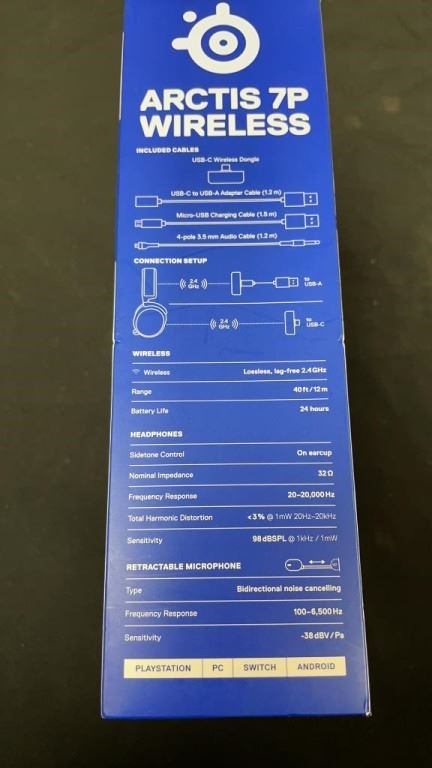 ARCTIS 7P
WIRELESS
INCLUDED CABLES
USB-C Wireless Dongle
USB-C to USB-A Adapter Cable (1.2 m)
Micro-USB Charging Cable (1.5 m)
4-pole 3.5 mm Audio Cable (1.2 m)
CONNECTION SETUP
2.4 GHz
to USB-A
2.4 GHz
to USB-C
WIRELESS
Wireless Lossless, lag-free 2.4 GHz
Range 40 ft / 12 m
Battery Life 24 hours
HEADPHONES
Sidetone Control On earcup
Nominal Impedance 32 Ω
Frequency Response 20–20,000 Hz
Total Harmonic Distortion <3% @ 1mW 20Hz–20kHz
Sensitivity 98 dBSPL @ 1kHz / 1mW
RETRACTABLE MICROPHONE
Type Bidirectional noise cancelling
Frequency Response 100–6,500 Hz
Sensitivity -38 dBV / Pa
PLAYSTATION PC SWITCH ANDROID